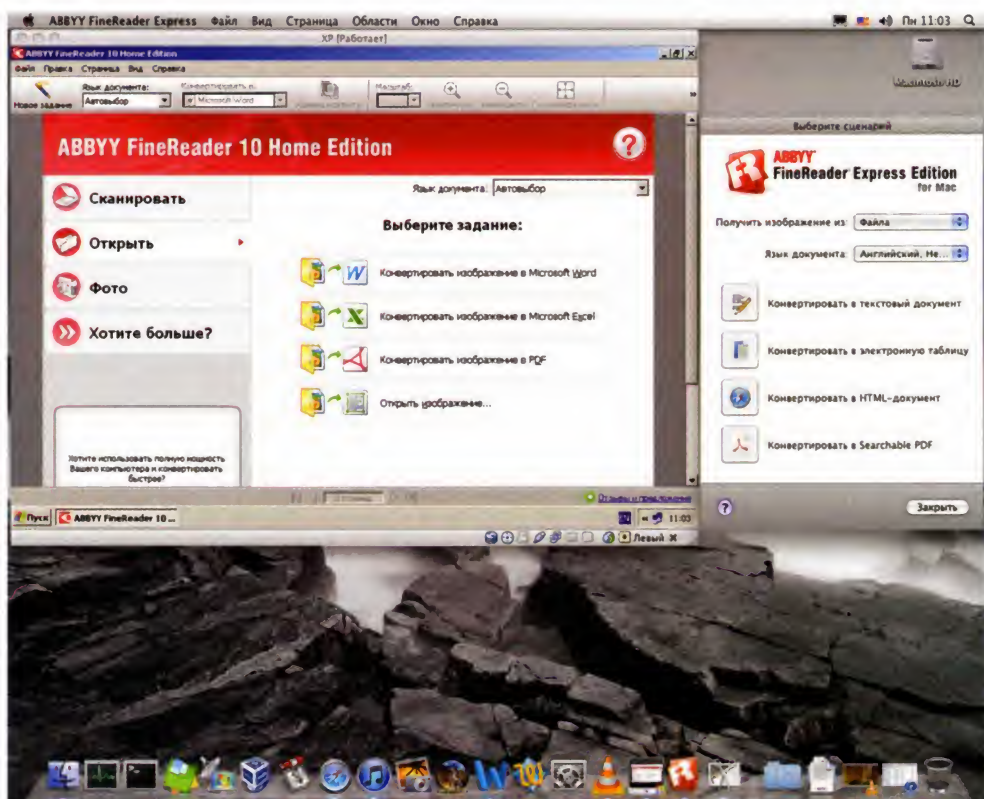 ABBYY FineReader Express Файл Вид Страница Области Окно Справка
Пн 11:03
XP [Работает]
ABBYY FineReader 10 Home Edition
Файл Правка Страница Вид Справка
Язык документа:
Конвертировать в:
Масштаб:
Новое задание
Автовыбор
Microsoft Word
ABBYY FineReader 10 Home Edition
?
Сканировать
Открыть
Фото
Хотите больше?
Хотите использовать полную мощность
Вашего компьютера и конвертировать
быстрее?
Язык документа: Автовыбор
Выберите задание:
Конвертировать изображение в Microsoft Word
Конвертировать изображение в Microsoft Excel
Конвертировать изображение в PDF
Открыть изображение...
Отзывы и предложения
Пуск
ABBYY FineReader 10 ...
11:03
Левый ⌘
Macintosh HD
Выберите сценарий
ABBYY
FineReader Express Edition
for Mac
Получить изображение из: Файла
Язык документа: Английский, Не...
Конвертировать в текстовый документ
Конвертировать в электронную таблицу
Конвертировать в HTML-документ
Конвертировать в Searchable PDF
?
Закрыть